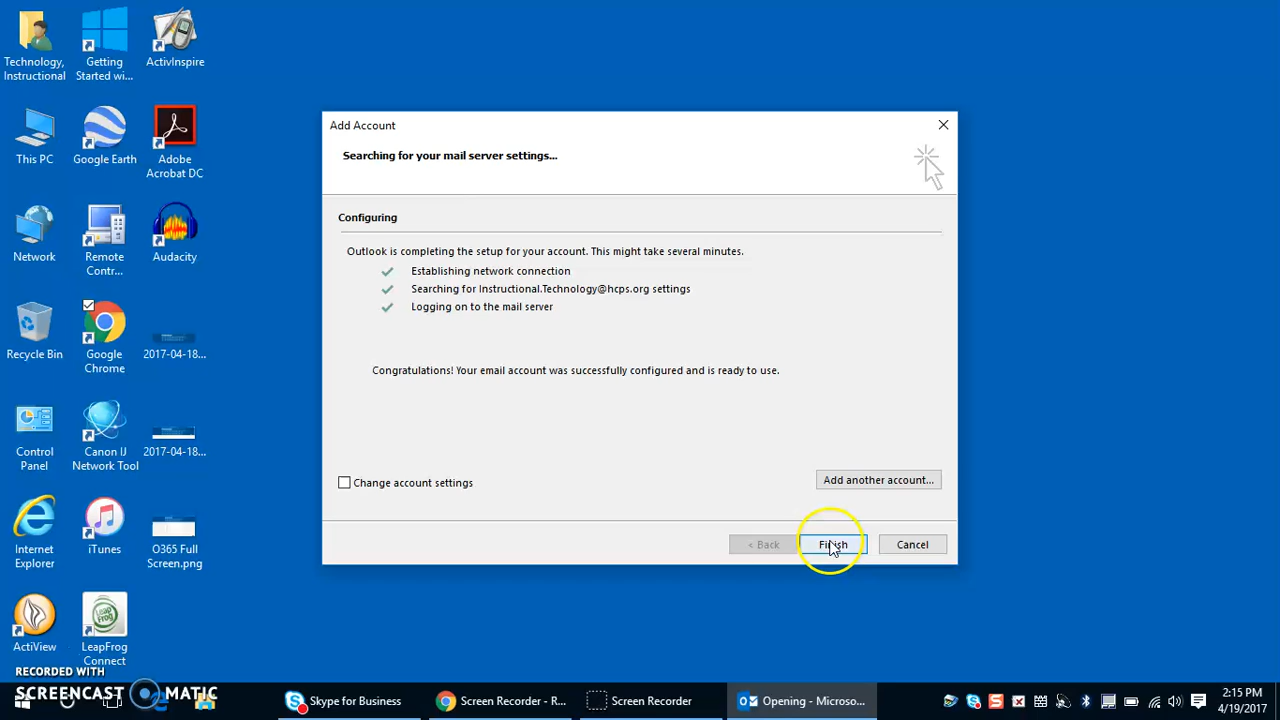 Technology,
Instructional
Getting
Started wi...
ActivInspire
This PC
Google Earth
Adobe
Acrobat DC
Network
Remote
Contr...
Audacity
Recycle Bin
Google
Chrome
2017-04-18...
Control
Panel
Canon IJ
Network Tool
2017-04-18...
Internet
Explorer
iTunes
O365 Full
Screen.png
ActiView
Leap
Frog
LeapFrog
Connect
Add Account
Searching for your mail server settings...
Configuring
Outlook is completing the setup for your account. This might take several minutes.
Establishing network connection
Searching for Instructional.Technology@hcps.org settings
Logging on to the mail server
Congratulations! Your email account was successfully configured and is ready to use.
Change account settings
Add another account...
< Back
Finish
Cancel
RECORDED WITH
SCREENCAST MATIC
Skype for Business
Screen Recorder - R...
Screen Recorder
Opening - Microso...
2:15 PM
4/19/2017